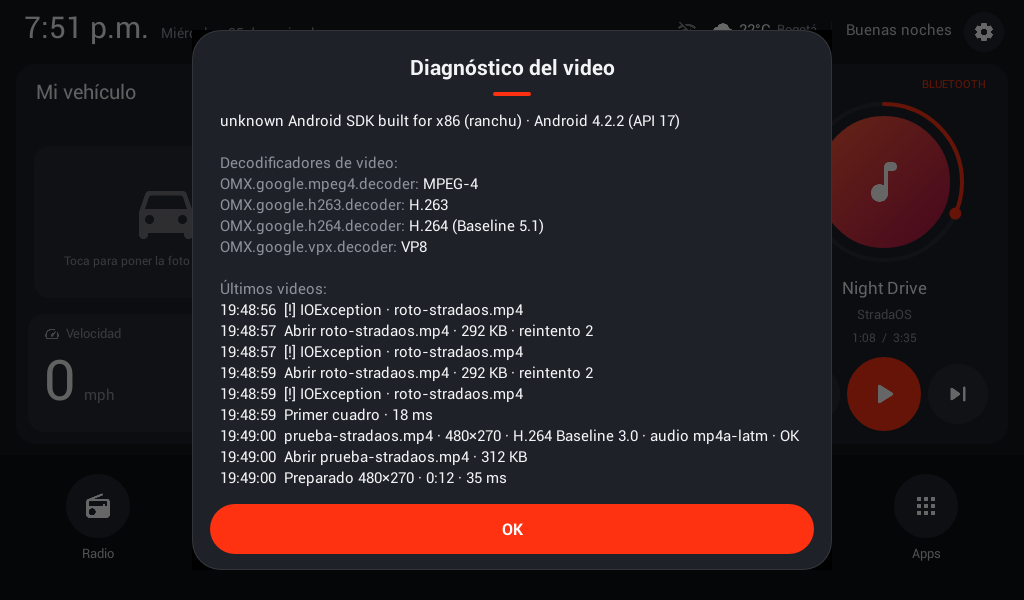 7:51 p.m.
22°C Bogotá
Buenas noches
Mi vehículo
BLUETOOTH
Diagnóstico del video
unknown Android SDK built for x86 (ranchu) · Android 4.2.2 (API 17)
Decodificadores de video:
OMX.google.mpeg4.decoder: MPEG-4
OMX.google.h263.decoder: H.263
OMX.google.h264.decoder: H.264 (Baseline 5.1)
OMX.google.vpx.decoder: VP8
Últimos videos:
19:48:56 [!] IOException · roto-stradaos.mp4
19:48:57 Abrir roto-stradaos.mp4 · 292 KB · reintento 2
19:48:57 [!] IOException · roto-stradaos.mp4
19:48:59 Abrir roto-stradaos.mp4 · 292 KB · reintento 2
19:48:59 [!] IOException · roto-stradaos.mp4
19:48:59 Primer cuadro · 18 ms
19:49:00 prueba-stradaos.mp4 · 480×270 · H.264 Baseline 3.0 · audio mp4a-latm · OK
19:49:00 Abrir prueba-stradaos.mp4 · 312 KB
19:49:00 Preparado 480×270 · 0:12 · 35 ms
OK
Toca para poner la foto
Velocidad
0 mph
Night Drive
StradaOS
1:08 / 3:35
Radio
Apps